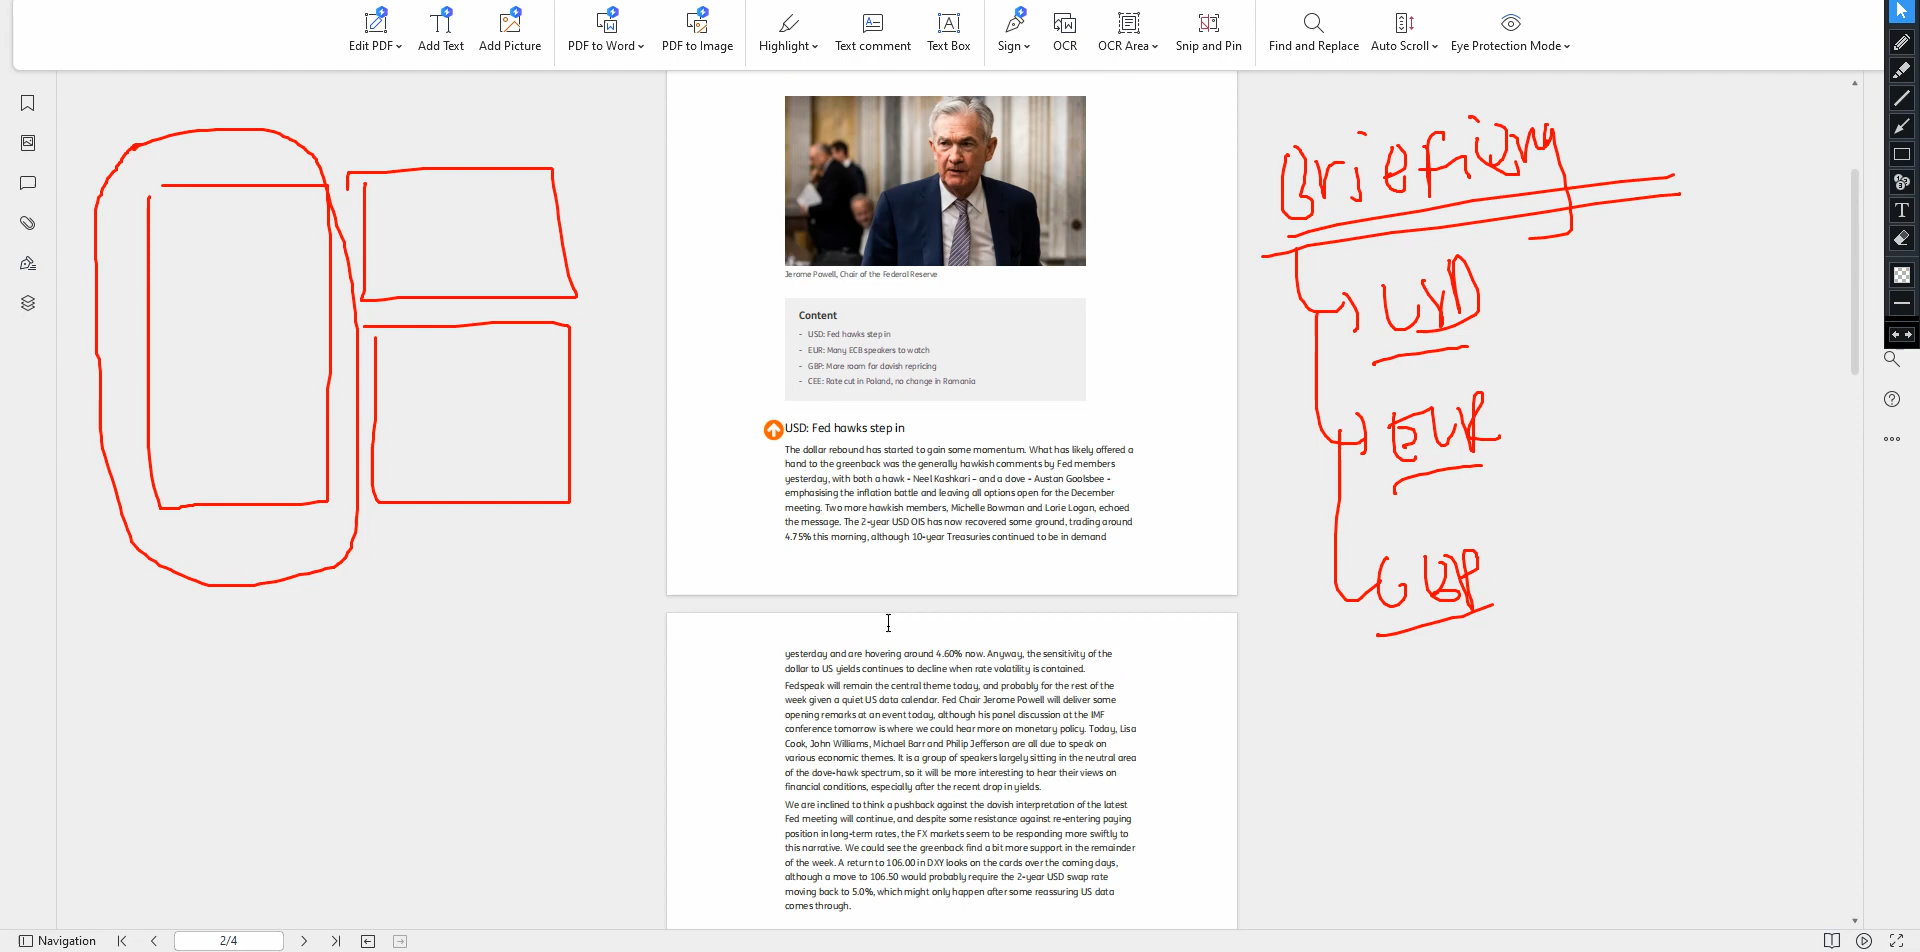 Edit PDF
Add Text
Add Picture
PDF to Word
PDF to Image
Highlight
Text comment
Text Box
Sign
OCR
OCR Area
Snip and Pin
Find and Replace
Auto Scroll
Eye Protection Mode
Jerome Powell, Chair of the Federal Reserve
Content
- USD: Fed hawks step in
- EUR: Many ECB speakers to watch
- GBP: More room for dovish repricing
- CEE: Rate cut in Poland, no change in Romania
USD: Fed hawks step in
The dollar rebound has started to gain some momentum. What has likely offered a
hand to the greenback was the generally hawkish comments by Fed members
yesterday, with both a hawk - Neel Kashkari – and a dove - Austan Goolsbee -
emphasising the inflation battle and leaving all options open for the December
meeting. Two more hawkish members, Michelle Bowman and Lorie Logan, echoed
the message. The 2-year USD OIS has now recovered some ground, trading around
4.75% this morning, although 10-year Treasuries continued to be in demand
yesterday and are hovering around 4.60% now. Anyway, the sensitivity of the
dollar to US yields continues to decline when rate volatility is contained.
Fedspeak will remain the central theme today, and probably for the rest of the
week given a quiet US data calendar. Fed Chair Jerome Powell will deliver some
opening remarks at an event today, although his panel discussion at the IMF
conference tomorrow is where we could hear more on monetary policy. Today, Lisa
Cook, John Williams, Michael Barr and Philip Jefferson are all due to speak on
various economic themes. It is a group of speakers largely sitting in the neutral area
of the dove-hawk spectrum, so it will be more interesting to hear their views on
financial conditions, especially after the recent drop in yields.
We are inclined to think a pushback against the dovish interpretation of the latest
Fed meeting will continue, and despite some resistance against re-entering paying
position in long-term rates, the FX markets seem to be responding more swiftly to
this narrative. We could see the greenback find a bit more support in the remainder
of the week. A return to 106.00 in DXY looks on the cards over the coming days,
although a move to 106.50 would probably require the 2-year USD swap rate
moving back to 5.0%, which might only happen after some reassuring US data
comes through.
Briefing
USD
EUR
GBP
T
Navigation
2/4